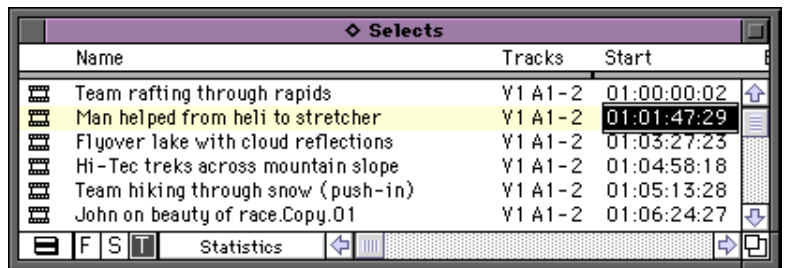 ◇ Selects
Name Tracks Start
Team rafting through rapids V1 A1-2 01:00:00:02
Man helped from heli to stretcher V1 A1-2 01:01:47:29
Flyover lake with cloud reflections V1 A1-2 01:03:27:23
Hi-Tec treks across mountain slope V1 A1-2 01:04:58:18
Team hiking through snow (push-in) V1 A1-2 01:05:13:28
John on beauty of race.Copy.01 V1 A1-2 01:06:24:27
F S T Statistics